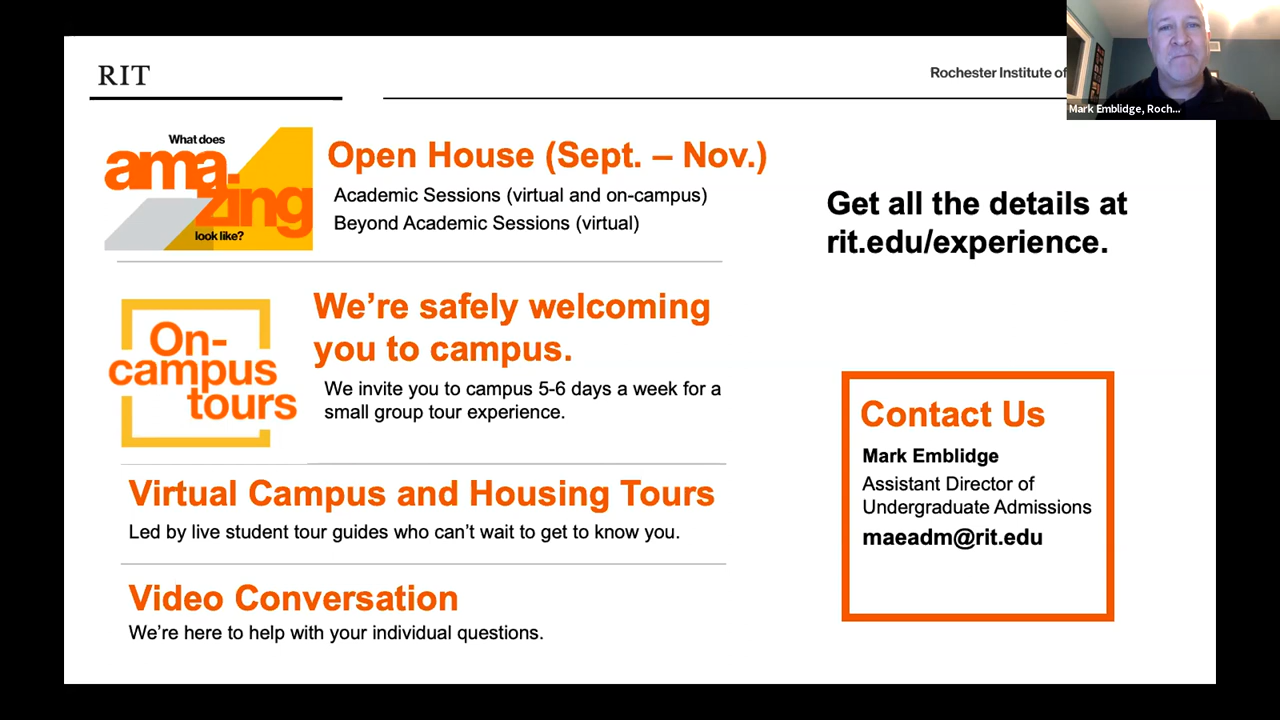 RIT
Rochester Institute of
Mark Emblidge, Roch...
What does
ama.
zing
look like?
Open House (Sept. – Nov.)
Academic Sessions (virtual and on-campus)
Beyond Academic Sessions (virtual)
Get all the details at
rit.edu/experience.
On-
campus
tours
We’re safely welcoming
you to campus.
We invite you to campus 5-6 days a week for a
small group tour experience.
Virtual Campus and Housing Tours
Led by live student tour guides who can’t wait to get to know you.
Video Conversation
We’re here to help with your individual questions.
Contact Us
Mark Emblidge
Assistant Director of
Undergraduate Admissions
maeadm@rit.edu